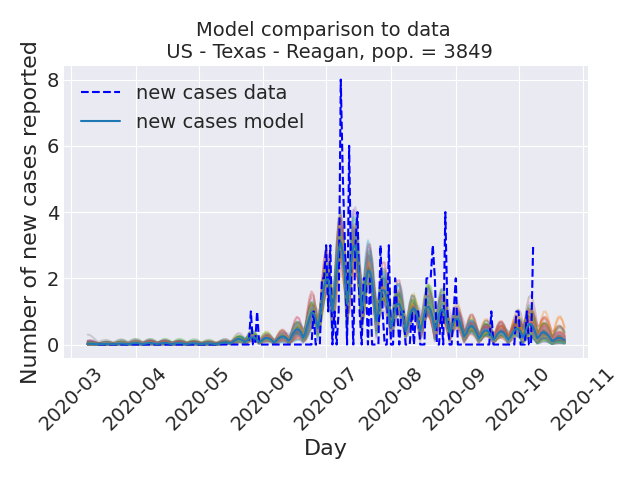 Model comparison to data
US - Texas - Reagan, pop. = 3849
Number of new cases reported
8
6
4
2
0
new cases data
new cases model
2020-03
2020-04
2020-05
2020-06
2020-07
2020-08
2020-09
2020-10
2020-11
Day